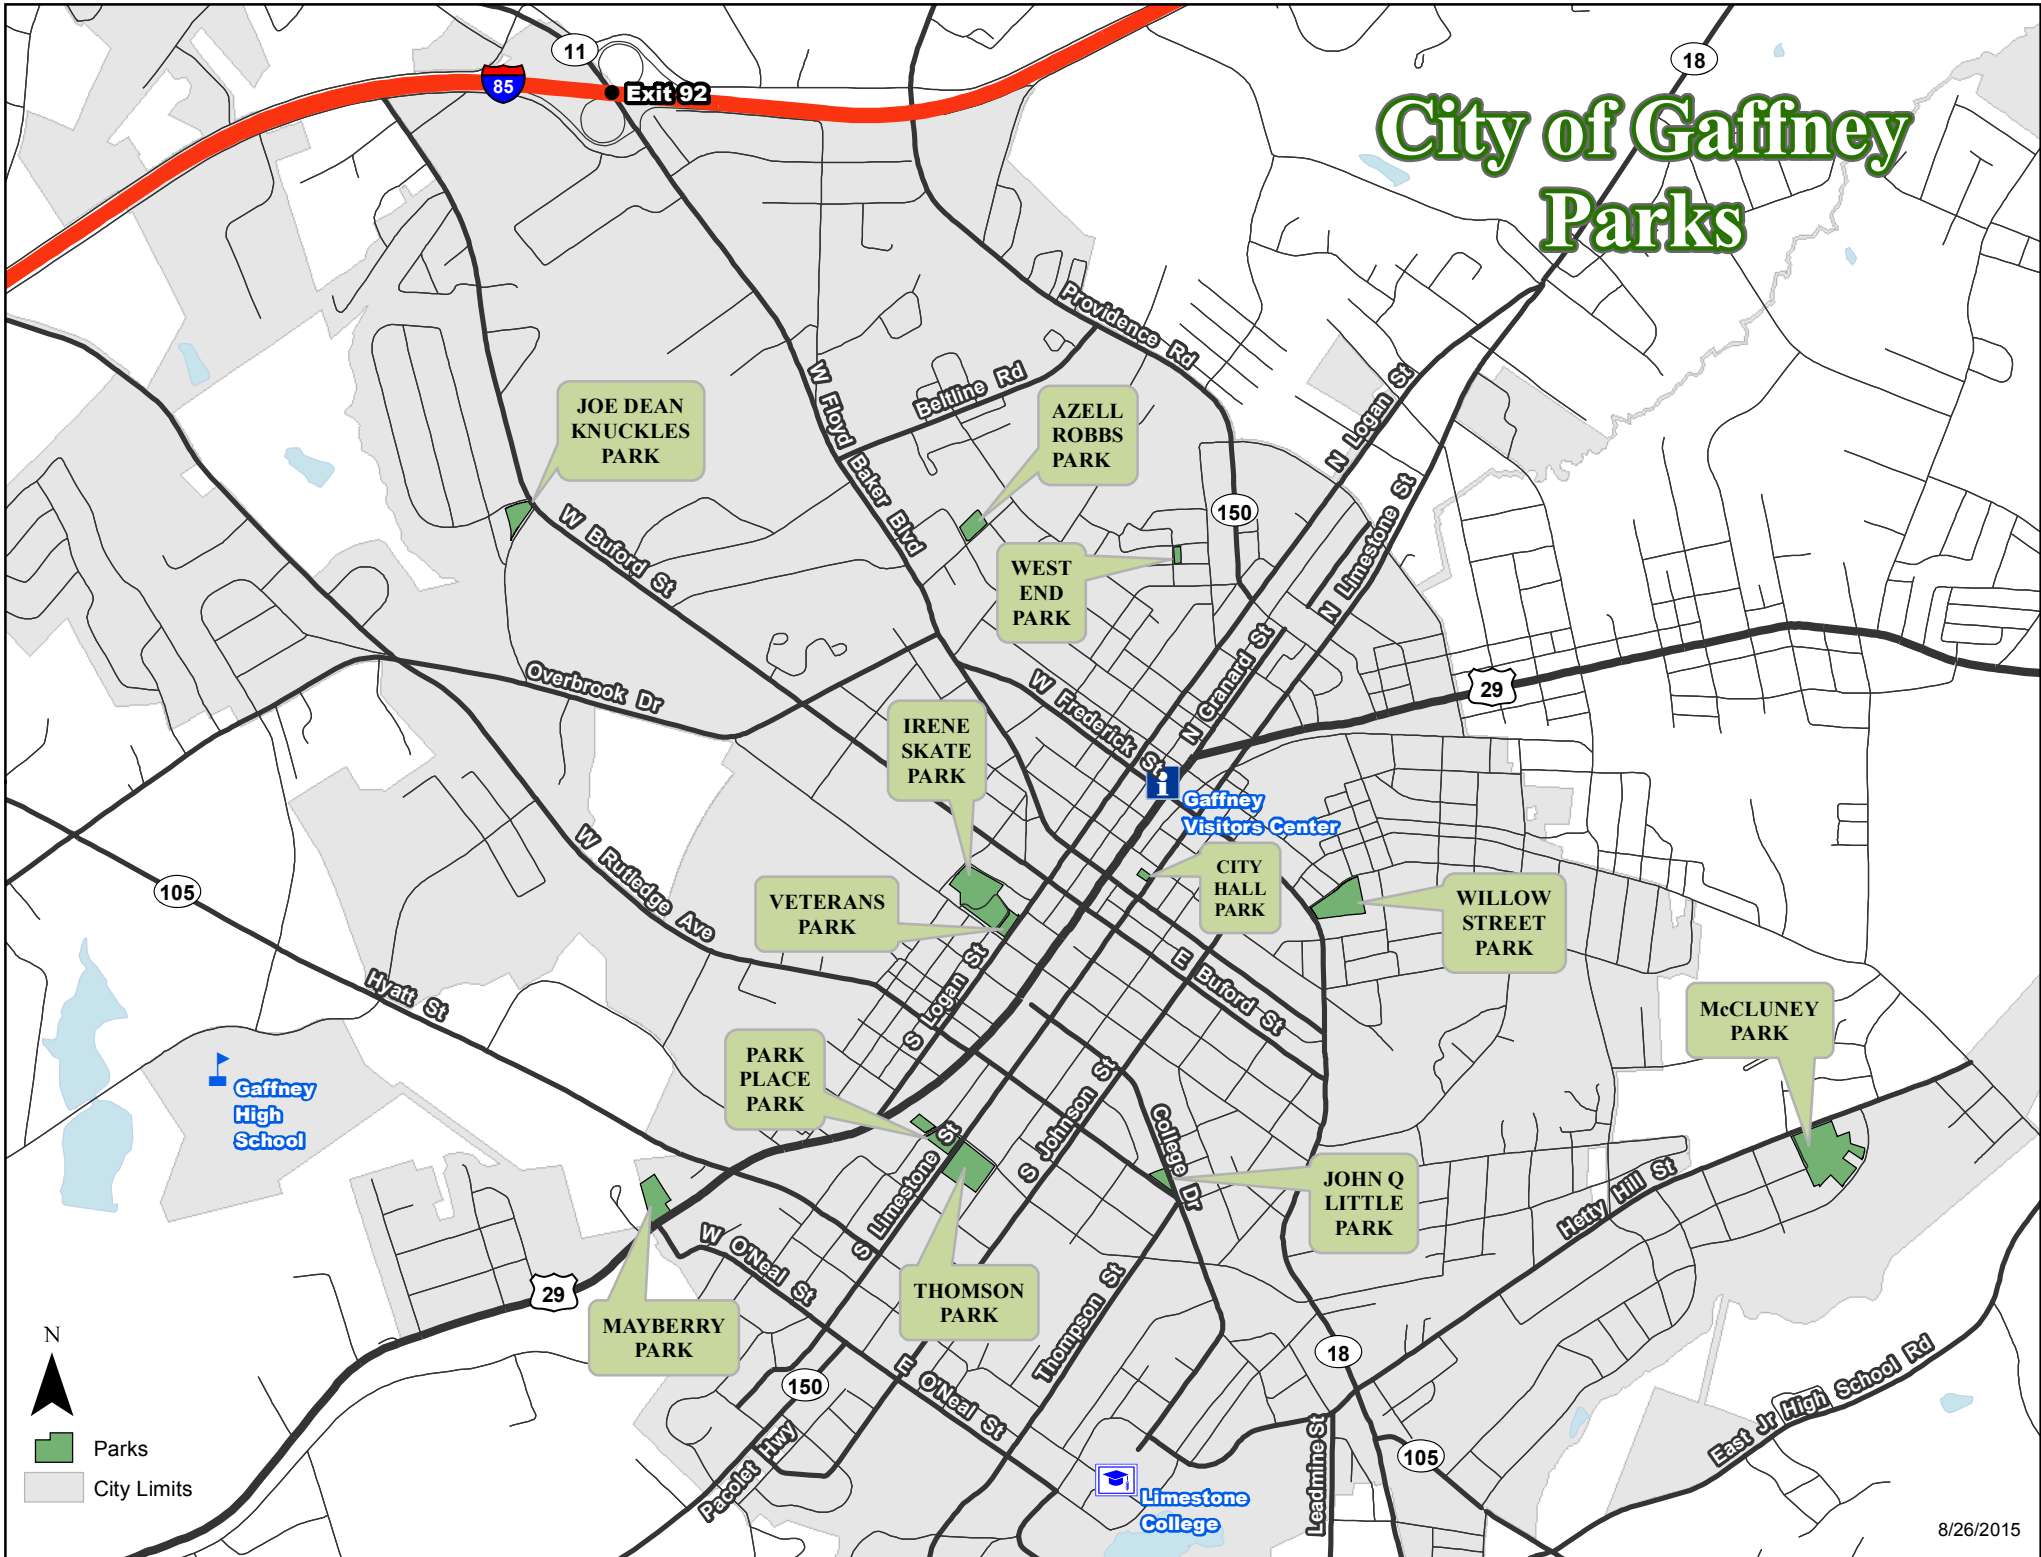 City of Gaffney
Parks
11
85
Exit 92
18
Providence Rd
W Floyd Baker Blvd
Beltline Rd
N Logan St
JOE DEAN
KNUCKLES
PARK
AZELL
ROBBS
PARK
150
N Limestone St
W Buford St
WEST
END
PARK
N Granard St
Overbrook Dr
W Frederick St
29
IRENE
SKATE
PARK
i
Gaffney
Visitors Center
W Rutledge Ave
105
VETERANS
PARK
CITY
HALL
PARK
WILLOW
STREET
PARK
Hyatt St
S Logan St
E Buford St
McCLUNEY
PARK
PARK
PLACE
PARK
Gaffney
High
School
S Johnson St
College Dr
S Limestone St
JOHN Q
LITTLE
PARK
Hetty Hill St
W O'Neal St
29
THOMSON
PARK
MAYBERRY
PARK
Thompson St
18
150
E O'Neal St
East Jr High School Rd
Pacolet Hwy
Leadmine St
105
Limestone
College
N
Parks
City Limits
8/26/2015